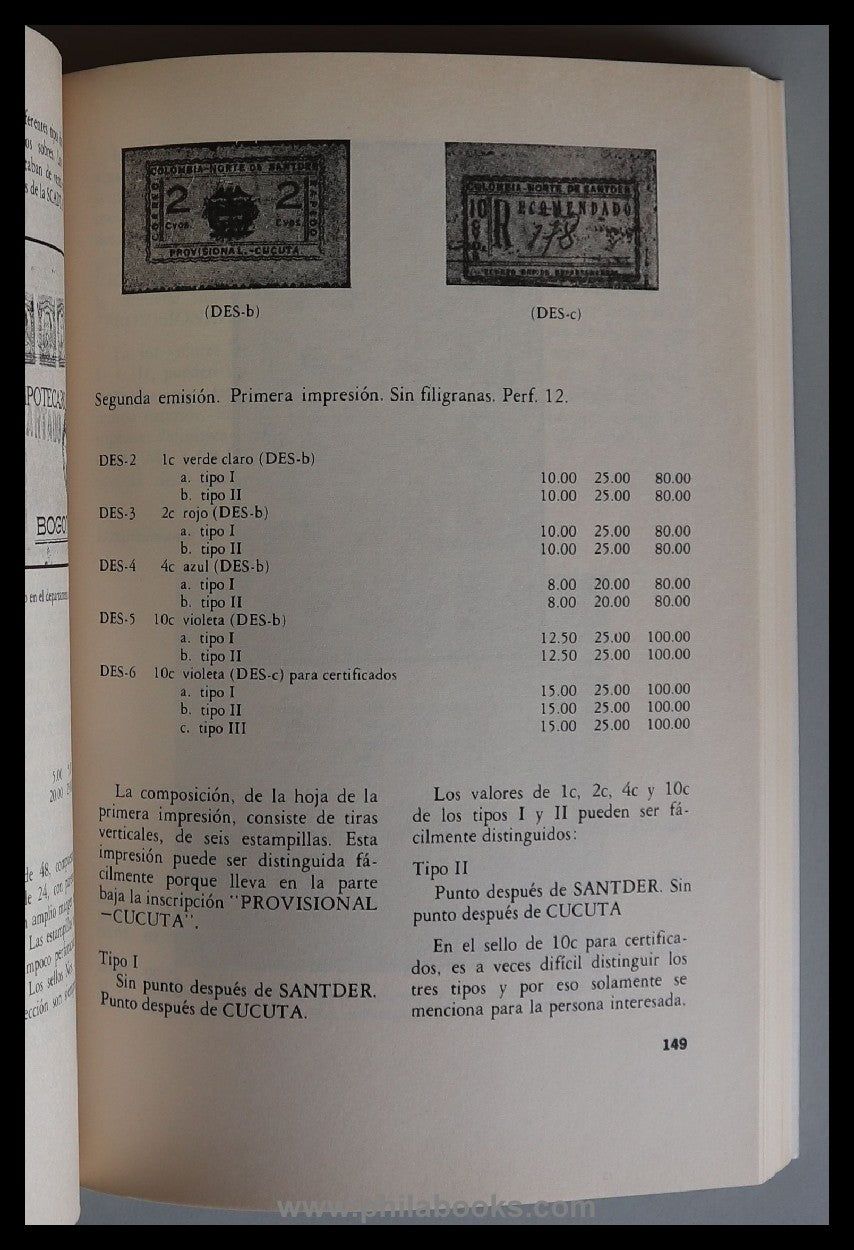 COLOMBIA-NORTE DE SANTDER
CORREO
2
2
RAPIDO
Cvos.
Cvos.
PROVISIONAL.-CUCUTA
COLOMBIA-NORTE DE SANTDER
10
RECOMENDADO
178
(DES-b)
(DES-c)
Segunda emisión. Primera impresión. Sin filigranas. Perf. 12.
DES-2 1c verde claro (DES-b)
a. tipo I 10.00 25.00 80.00
b. tipo II 10.00 25.00 80.00
DES-3 2c rojo (DES-b)
a. tipo I 10.00 25.00 80.00
b. tipo II 10.00 25.00 80.00
DES-4 4c azul (DES-b)
a. tipo I 8.00 20.00 80.00
b. tipo II 8.00 20.00 80.00
DES-5 10c violeta (DES-b)
a. tipo I 12.50 25.00 100.00
b. tipo II 12.50 25.00 100.00
DES-6 10c violeta (DES-c) para certificados
a. tipo I 15.00 25.00 100.00
b. tipo II 15.00 25.00 100.00
c. tipo III 15.00 25.00 100.00
La composición, de la hoja de la
primera impresión, consiste de tiras
verticales, de seis estampillas. Esta
impresión puede ser distinguida fá-
cilmente porque lleva en la parte
baja la inscripción "PROVISIONAL
-CUCUTA".
Tipo I
Sin punto después de SANTDER.
Punto después de CUCUTA.
Los valores de 1c, 2c, 4c y 10c
de los tipos I y II pueden ser fá-
cilmente distinguidos:
Tipo II
Punto después de SANTDER. Sin
punto después de CUCUTA
En el sello de 10c para certifica-
dos, es a veces difícil distinguir los
tres tipos y por eso solamente se
menciona para la persona interesada.
149
www.philabooks.com